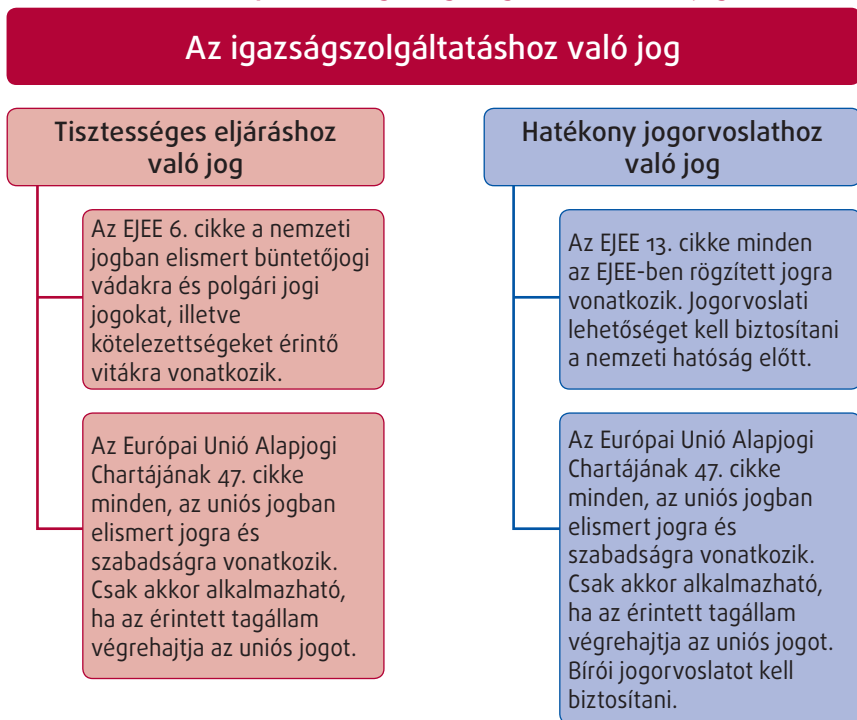 Az igazságszolgáltatáshoz való jog
Tisztességes eljáráshoz
való jog
Az EJEE 6. cikke a nemzeti
jogban elismert büntetőjogi
vádakra és polgári jogi
jogokat, illetve
kötelezettségeket érintő
vitákra vonatkozik.
Az Európai Unió Alapjogi
Chartájának 47. cikke
minden, az uniós jogban
elismert jogra és
szabadságra vonatkozik.
Csak akkor alkalmazható,
ha az érintett tagállam
végrehajtja az uniós jogot.
Hatékony jogorvoslathoz
való jog
Az EJEE 13. cikke minden
az EJEE-ben rögzített jogra
vonatkozik. Jogorvoslati
lehetőséget kell biztosítani
a nemzeti hatóság előtt.
Az Európai Unió Alapjogi
Chartájának 47. cikke
minden, az uniós jogban
elismert jogra és
szabadságra vonatkozik.
Csak akkor alkalmazható,
ha az érintett tagállam
végrehajtja az uniós jogot.
Bírói jogorvoslatot kell
biztosítani.